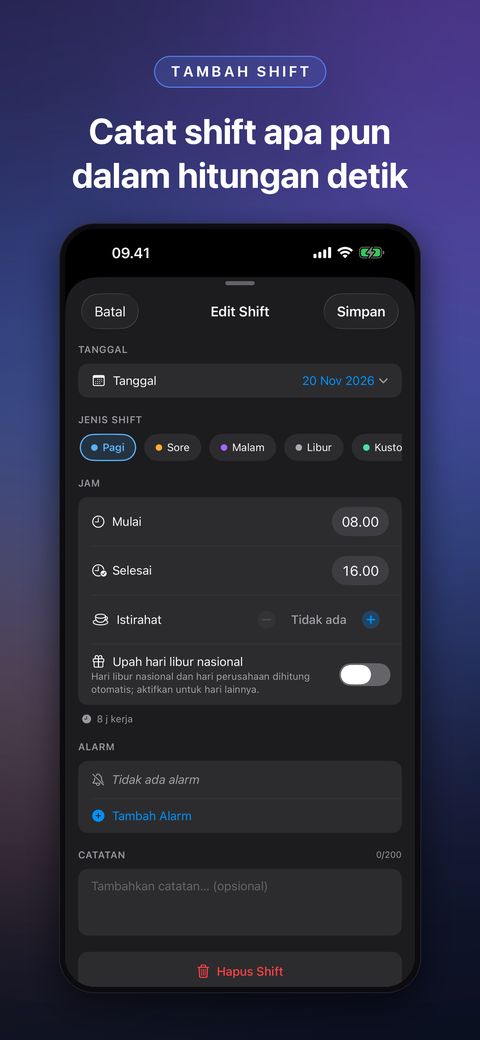 TAMBAH SHIFT
Catat shift apa pun
dalam hitungan detik
09.41
Batal
Edit Shift
Simpan
TANGGAL
Tanggal
20 Nov 2026
JENIS SHIFT
Pagi
Sore
Malam
Libur
Kusto
JAM
Mulai
08.00
Selesai
16.00
Istirahat
Tidak ada
Upah hari libur nasional
Hari libur nasional dan hari perusahaan dihitung
otomatis; aktifkan untuk hari lainnya.
8 j kerja
ALARM
Tidak ada alarm
Tambah Alarm
CATATAN
0/200
Tambahkan catatan... (opsional)
Hapus Shift